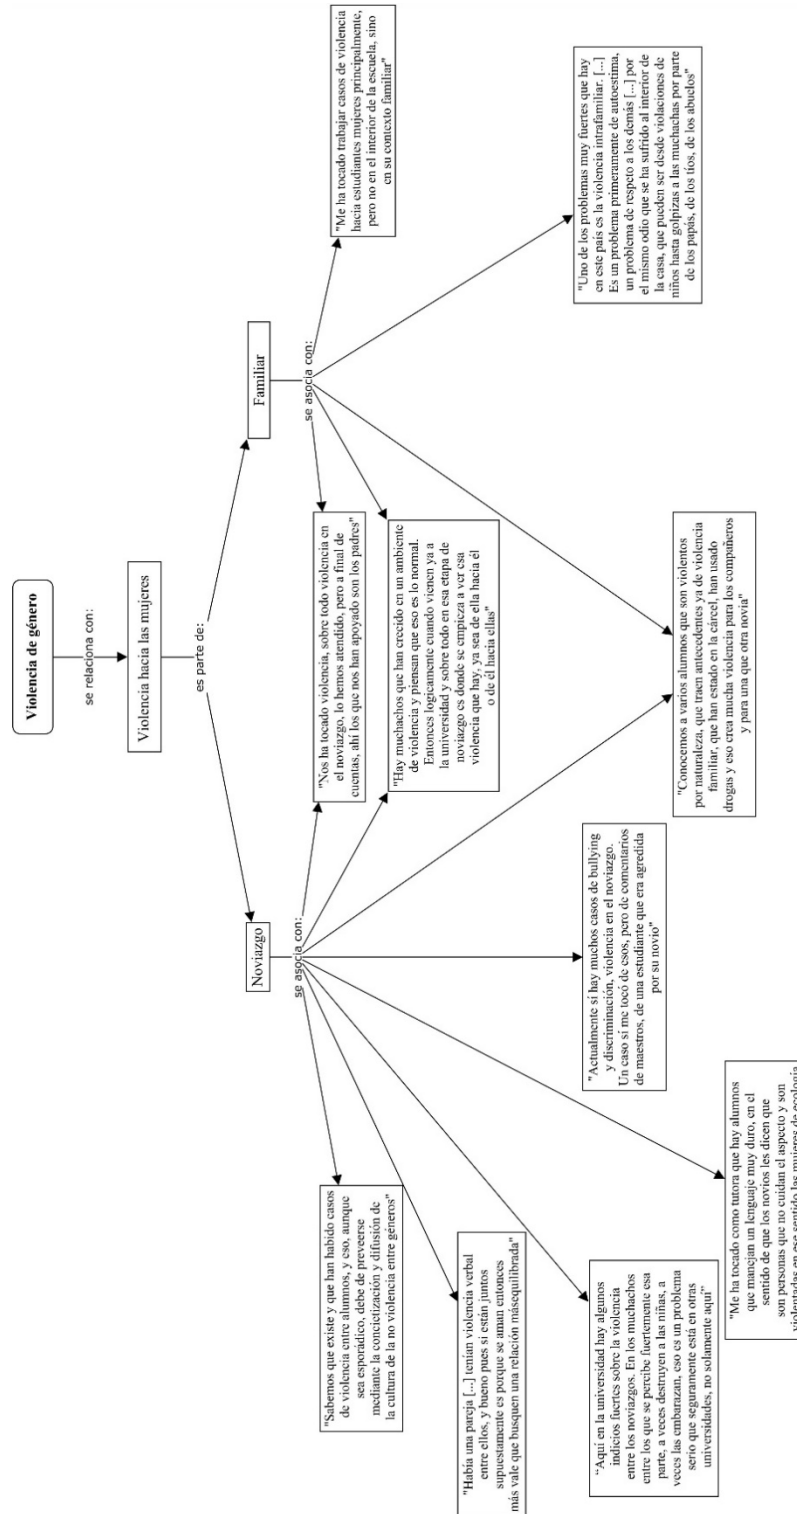 Violencia de género
se relaciona con:
Violencia hacia las mujeres
es parte de:
Noviazgo
Familiar
se asocia con:
se asocia con:
"Sabemos que existe y que han habido casos
de violencia entre alumnos, y eso, aunque
sea esporádico, debe de preveerse
mediante la concictización y difusión de
la cultura de la no violencia entre géneros"
"Había una pareja [...] tenían violencia verbal
entre ellos, y bueno pues si están juntos
supuestamente es porque se aman entonces
más vale que busquen una relación másequilibrada"
"Aquí en la universidad hay algunos
indicios fuertes sobre la violencia
entre los noviazgos. En los muchachos
entre los que se percibe fuertemente esa
parte, a veces destruyen a las niñas, a
veces las embarazan, eso es un problema
serio que seguramente está en otras
universidades, no solamente aquí"
"Me ha tocado como tutora que hay alumnos
que manejan un lenguaje muy duro, en el
sentido de que los novios les dicen que
son personas que no cuidan el aspecto y son
violentadas en ese sentido las mujeres de ecología
"Actualmente sí hay muchos casos de bullying
y discriminación, violencia en el noviazgo.
Un caso sí me tocó de esos, pero de comentarios
de maestros, de una estudiante que era agredida
por su novio"
"Nos ha tocado violencia, sobre todo violencia en
el noviazgo, lo hemos atendido, pero a final de
cuentas, ahí los que nos han apoyado son los padres"
"Hay muchachos que han crecido en un ambiente
de violencia y piensan que eso es lo normal.
Entonces logicamente cuando vienen ya a
la universidad y sobre todo en esa etapa de
noviazgo es donde se empieza a ver esa
violencia que hay, ya sea de ella hacia él
o de él hacia ellas"
"Conocemos a varios alumnos que son violentos
por naturaleza, que traen antecedentes ya de violencia
familiar, que han estado en la cárcel, han usado
drogas y eso crea mucha violencia para los compañeros
y para una que otra novia"
"Me ha tocado trabajar casos de violencia
hacia estudiantes mujeres principalmente,
pero no en el interior de la escuela, sino
en su contexto familiar"
"Uno de los problemas muy fuertes que hay
en este país es la violencia intrafamiliar. [...]
Es un problema primeramente de autoestima,
un problema de respeto a los demás [...] por
el mismo odio que se ha sufrido al interior de
la casa, que pueden ser desde violaciones de
niños hasta golpizas a las muchachas por parte
de los papás, de los tíos, de los abuelos"